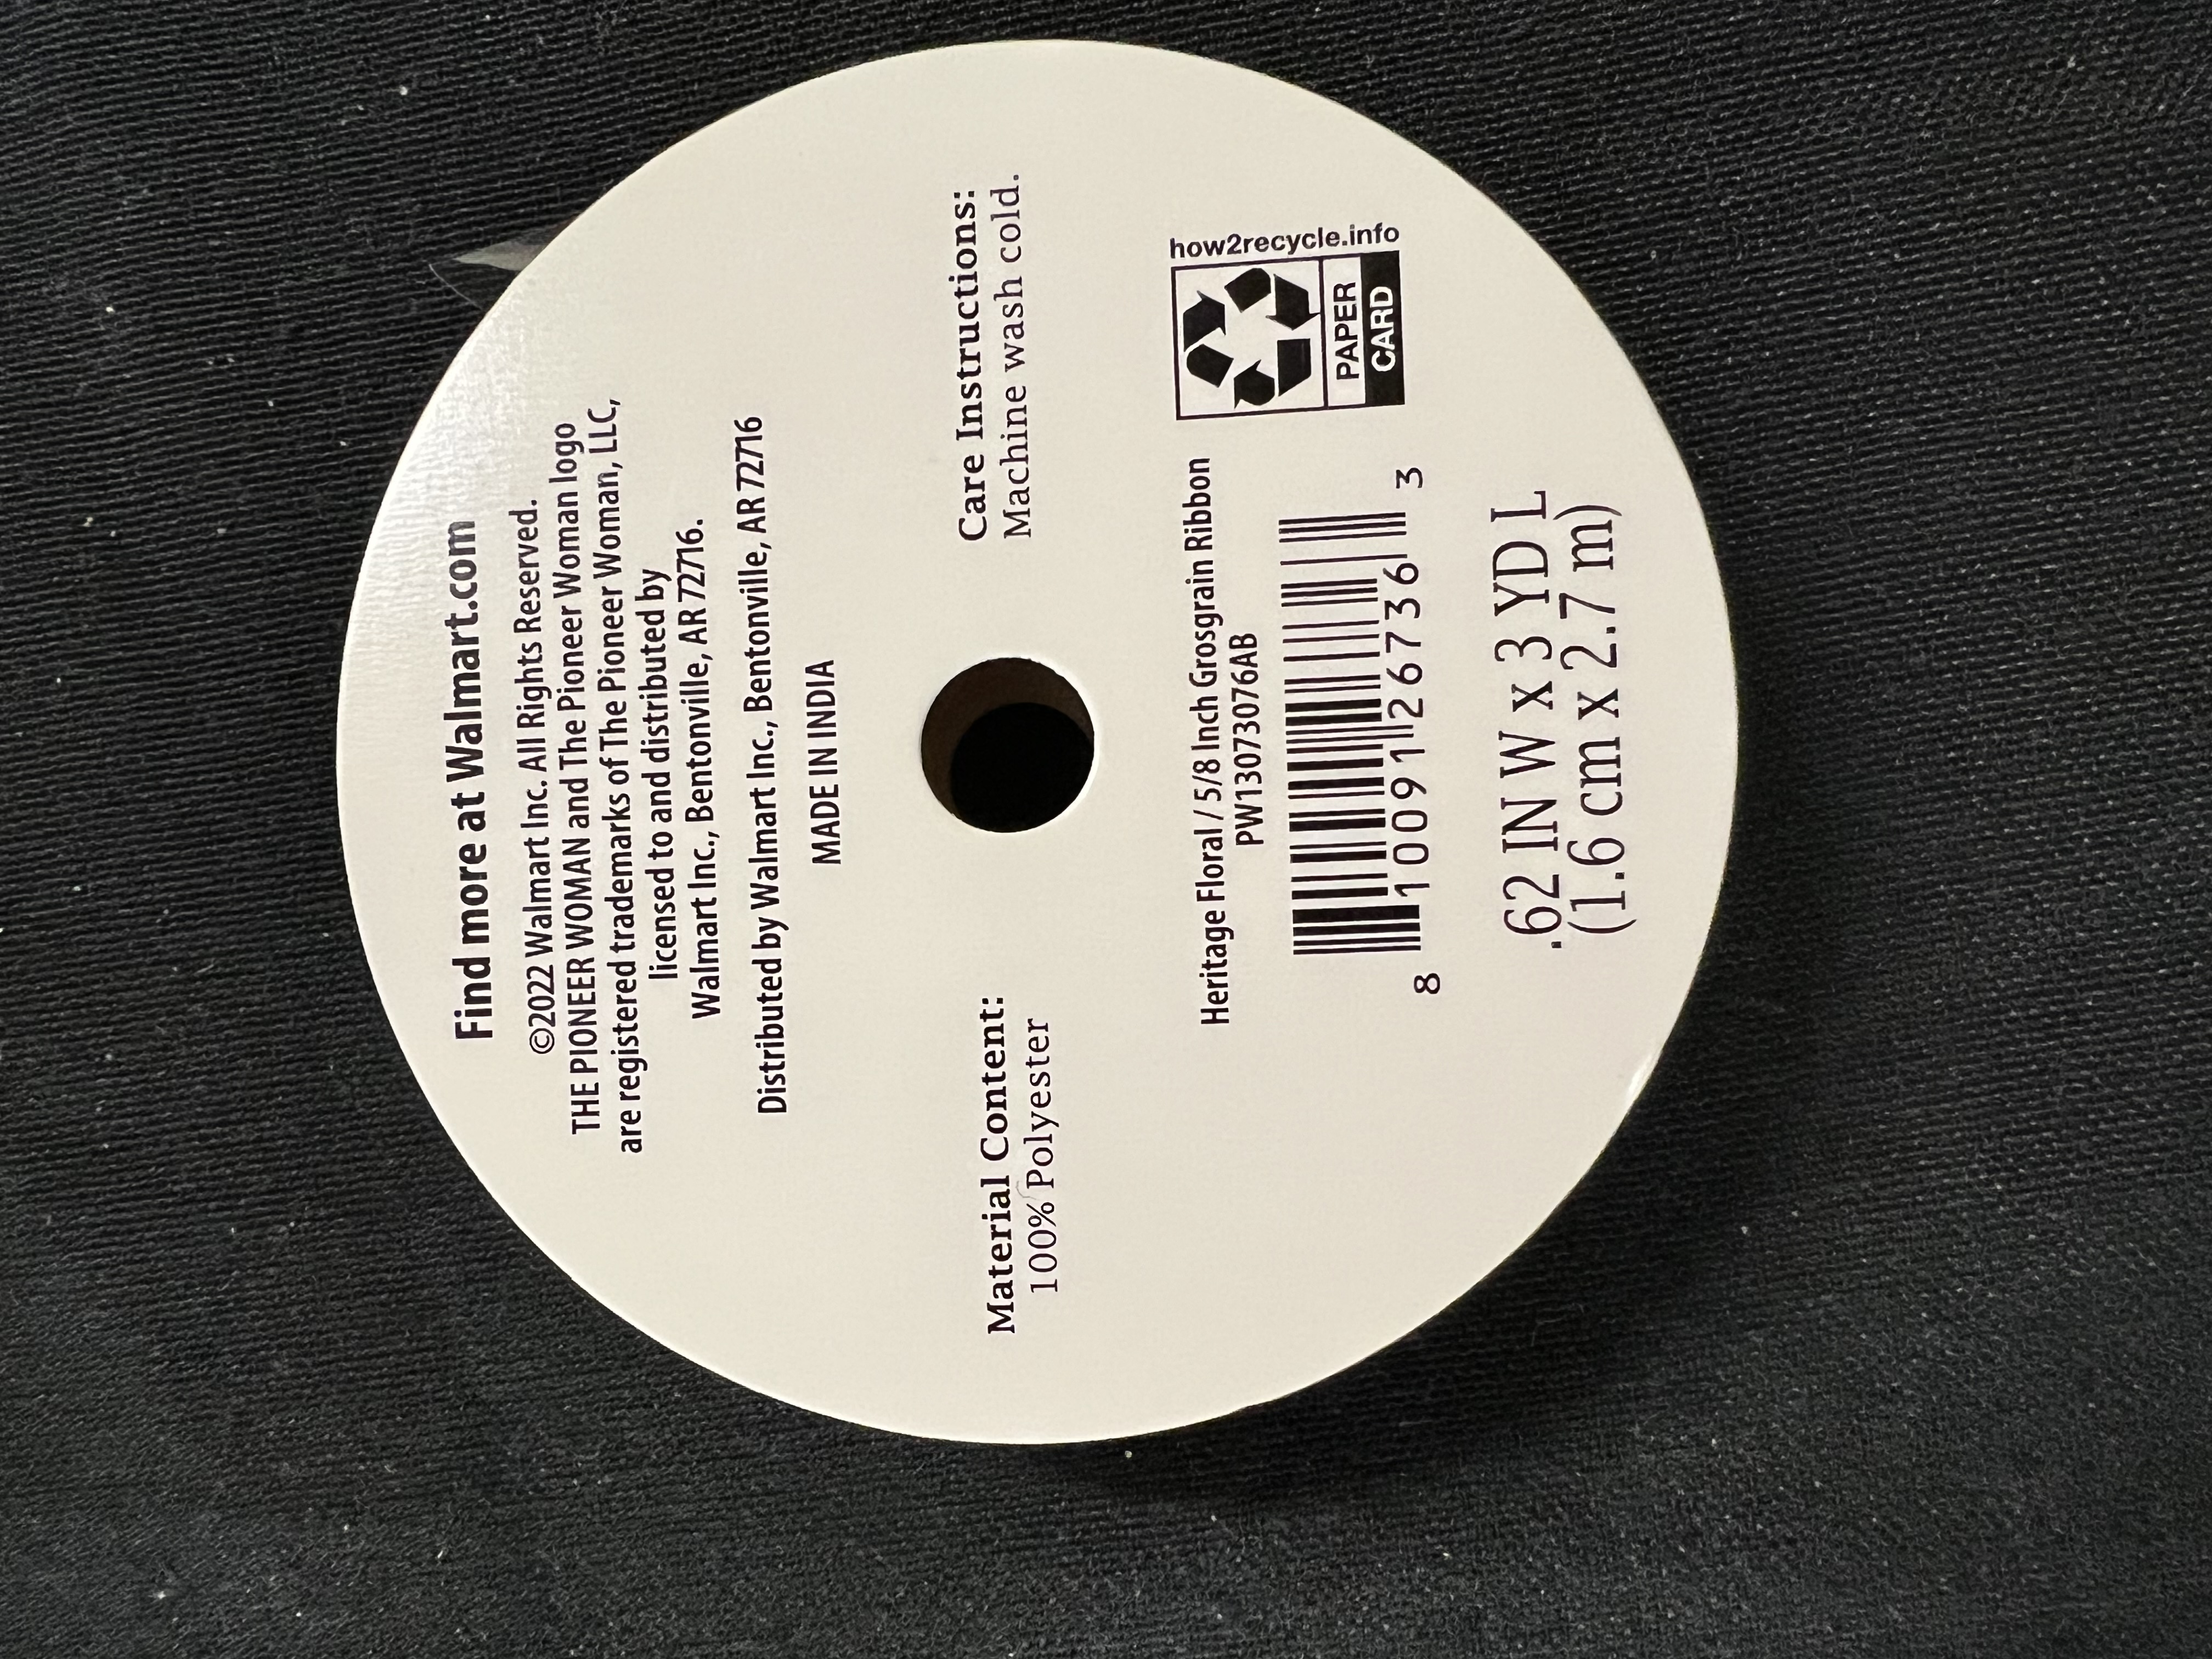 Find more at Walmart.com
©2022 Walmart Inc. All Rights Reserved.
THE PIONEER WOMAN and The Pioneer Woman logo
are registered trademarks of The Pioneer Woman, LLC,
licensed to and distributed by
Walmart Inc., Bentonville, AR 72716.
Distributed by Walmart Inc., Bentonville, AR 72716
MADE IN INDIA
Material Content:
100% Polyester
Care Instructions:
Machine wash cold.
Heritage Floral / 5/8 Inch Grosgrain Ribbon
PW13073076AB
8 10091 26736 3
how2recycle.info
PAPER
CARD
.62 IN W x 3 YD L
(1.6 cm x 2.7 m)